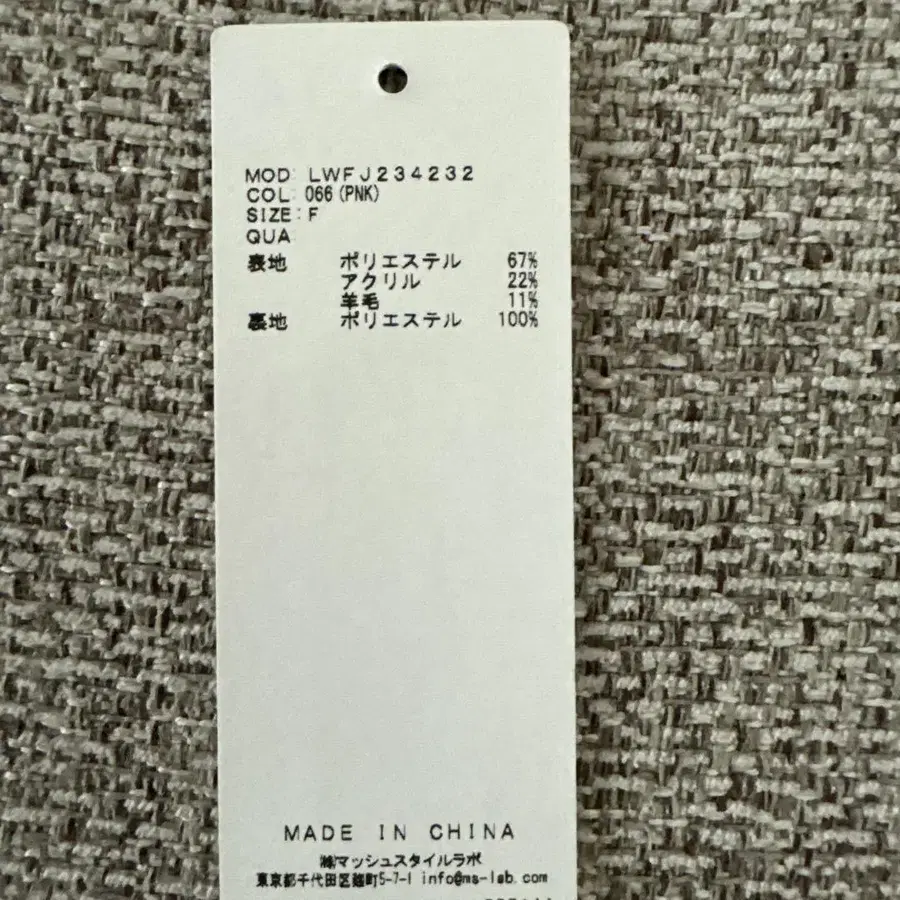 MOD: LWFJ234232
COL: 066(PNK)
SIZE: F
QUA
表地 ポリエステル 67%
アクリル 22%
羊毛 11%
裏地 ポリエステル 100%
MADE IN CHINA
㈱マッシュスタイルラボ
東京都千代田区麹町5-7-1 info@ms-lab.com